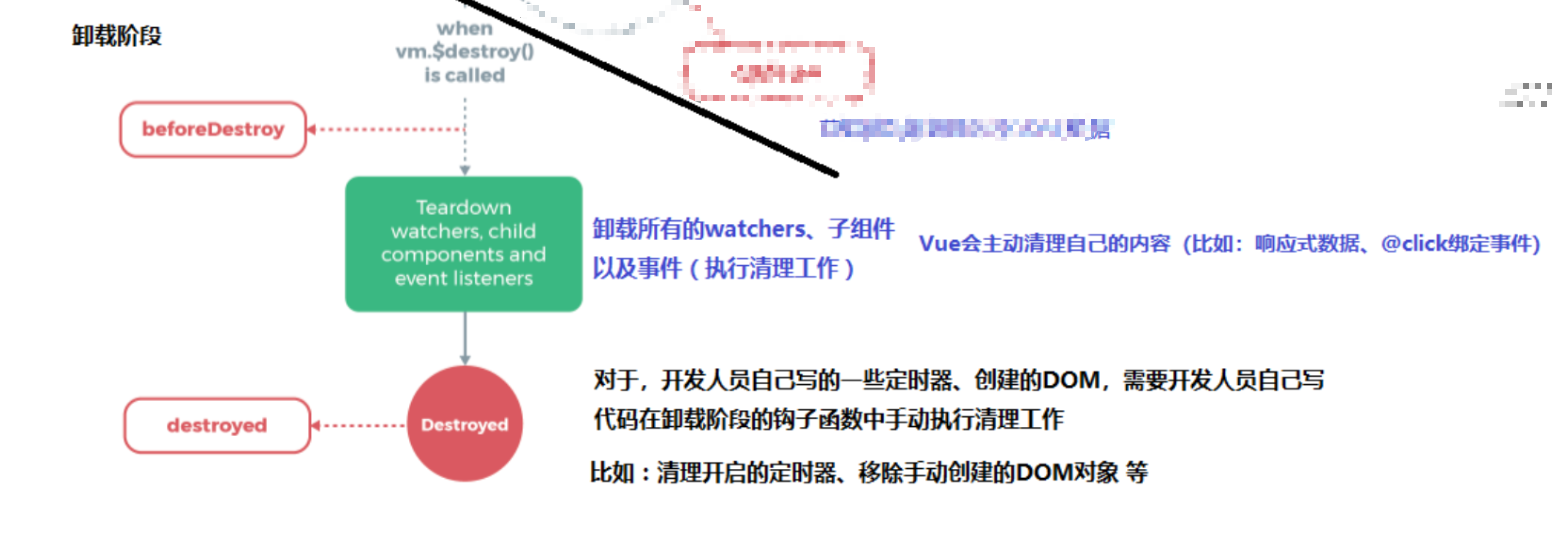 卸载阶段
when
vm.$destroy()
is called
beforeDestroy
Teardown
watchers, child
components and
event listeners
卸载所有的watchers、子组件
以及事件（执行清理工作）
Vue会主动清理自己的内容（比如：响应式数据、@click绑定事件）
Destroyed
destroyed
对于，开发人员自己写的一些定时器、创建的DOM，需要开发人员自己写
代码在卸载阶段的钩子函数中手动执行清理工作
比如：清理开启的定时器、移除手动创建的DOM对象 等